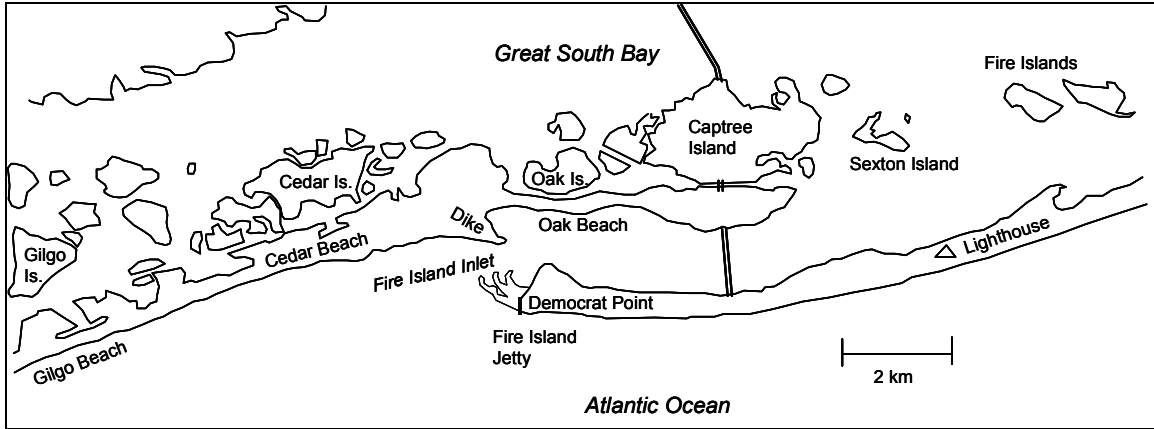 Great South Bay
Fire Islands
Captree
Island
Sexton Island
Cedar Is.
Oak Is.
Dike
Oak Beach
Gilgo
Is.
Cedar Beach
Lighthouse
Fire Island Inlet
Democrat Point
Fire Island
Jetty
Gilgo Beach
2 km
Atlantic Ocean